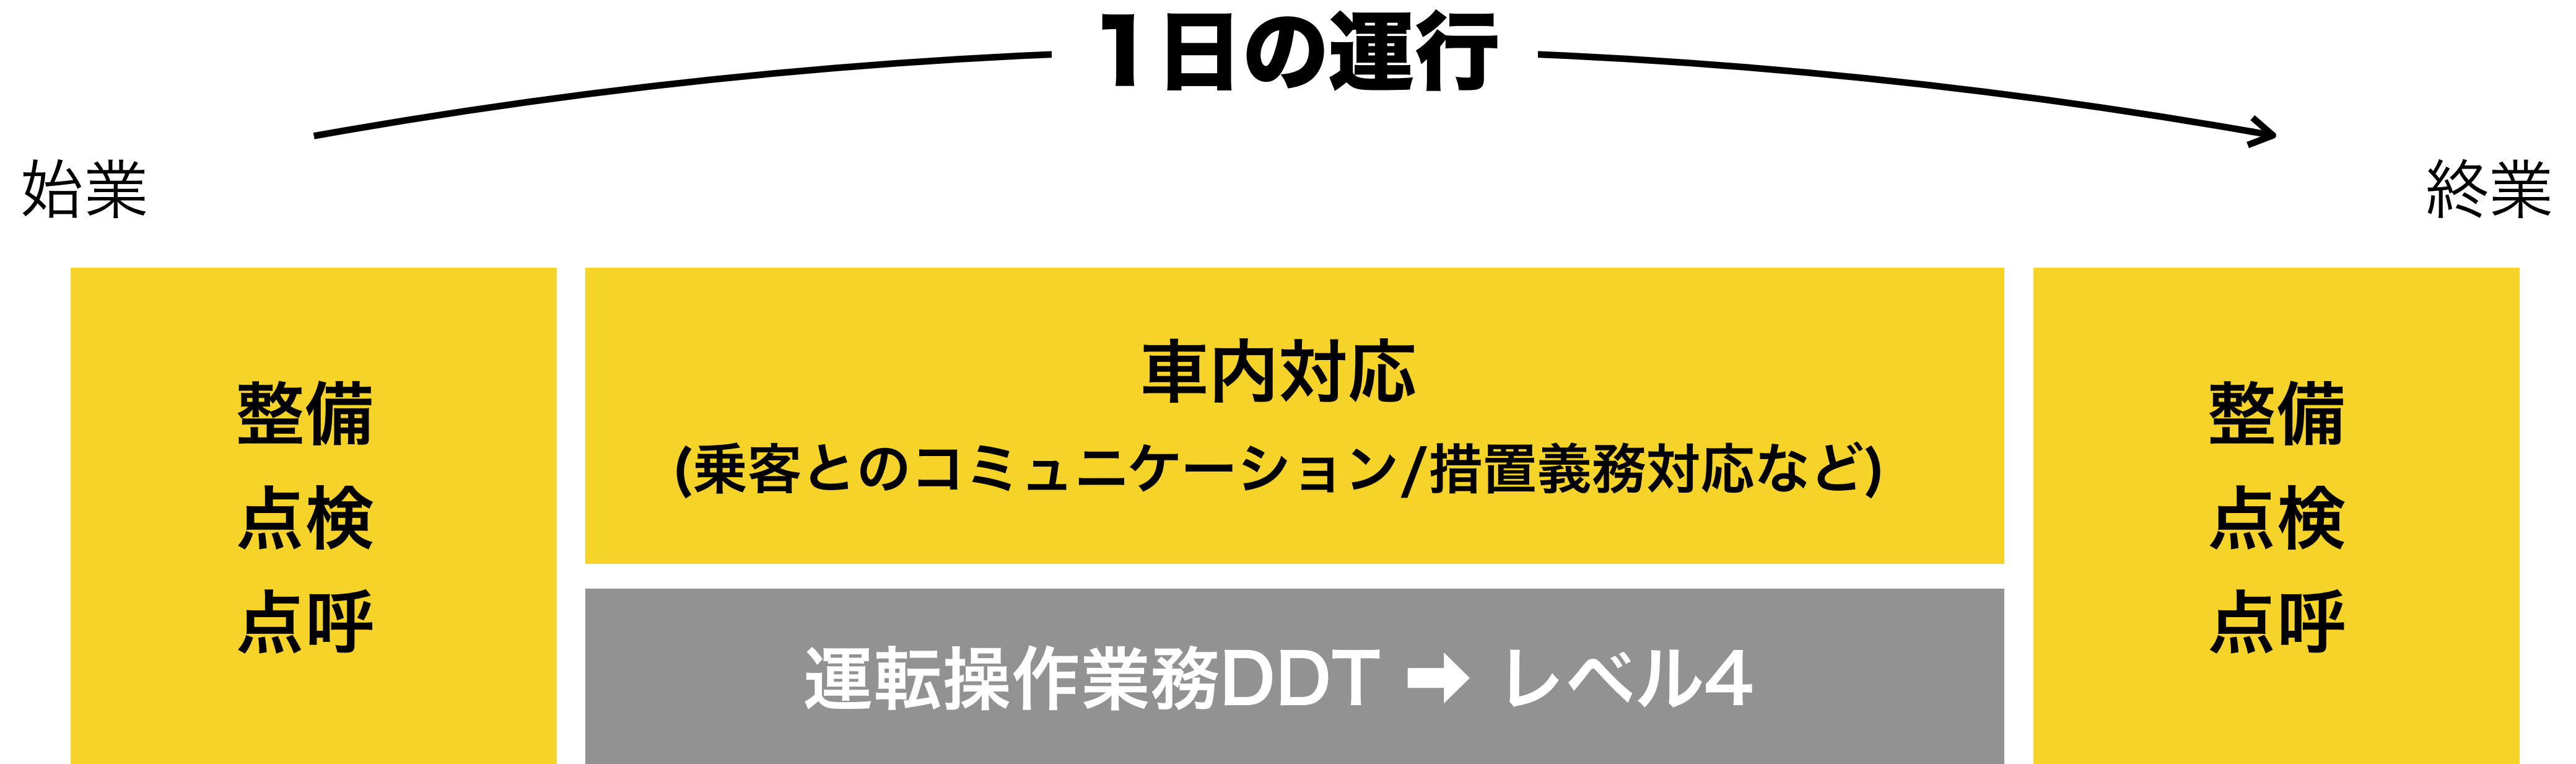 1日の運行
始業
終業
整備
点検
点呼
車内対応
(乗客とのコミュニケーション/措置義務対応など)
運転操作業務DDT ➡ レベル4
整備
点検
点呼